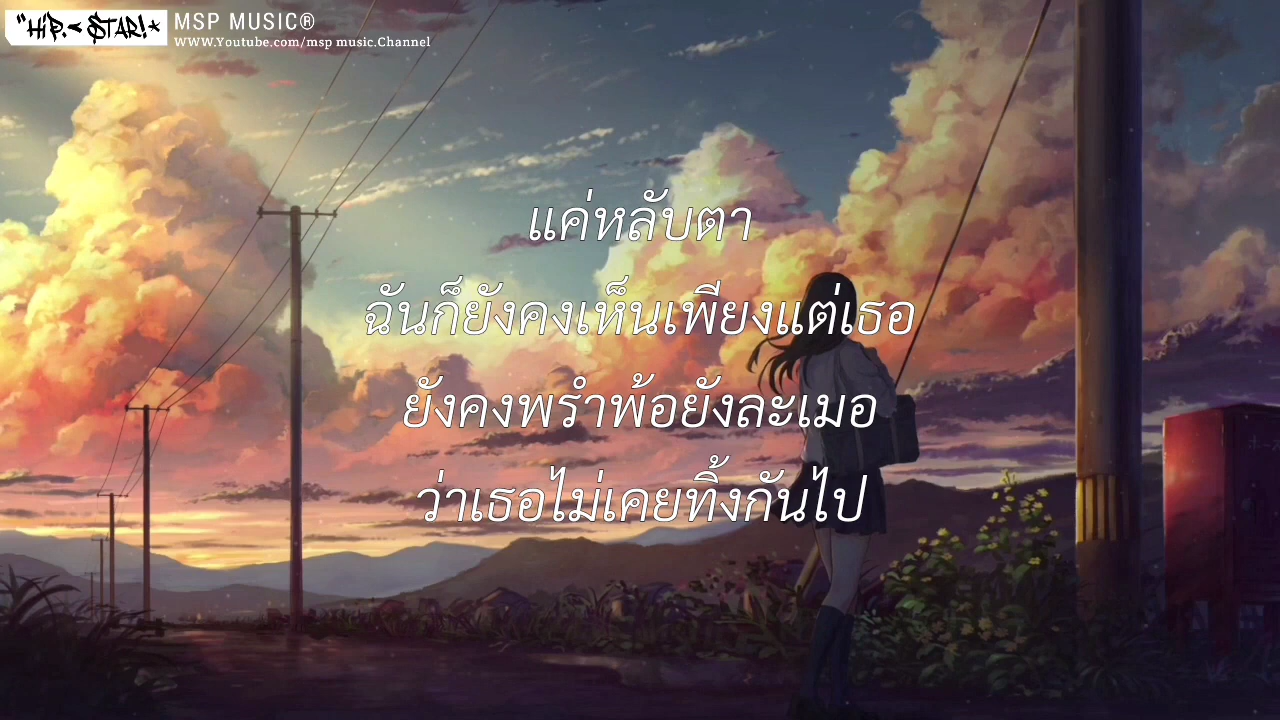 "HiP.< $TAR!*
MSP MUSIC®
WWW.Youtube.com/msp music.Channel
แค่หลับตา
ฉันก็ยังคงเห็นเพียงแต่เธอ
ยังคงพรำพ้อยังละเมอ
ว่าเธอไม่เคยทิ้งกันไป